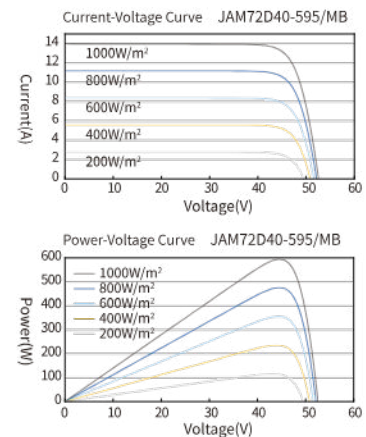 Current-Voltage Curve JAM72D40-595/MB
Current(A)
14
12
10
8
6
4
2
0
1000W/m²
800W/m²
600W/m²
400W/m²
200W/m²
0 10 20 30 40 50 60
Voltage(V)
Power-Voltage Curve JAM72D40-595/MB
Power(W)
600
500
400
300
200
100
0
1000W/m²
800W/m²
600W/m²
400W/m²
200W/m²
0 10 20 30 40 50 60
Voltage(V)